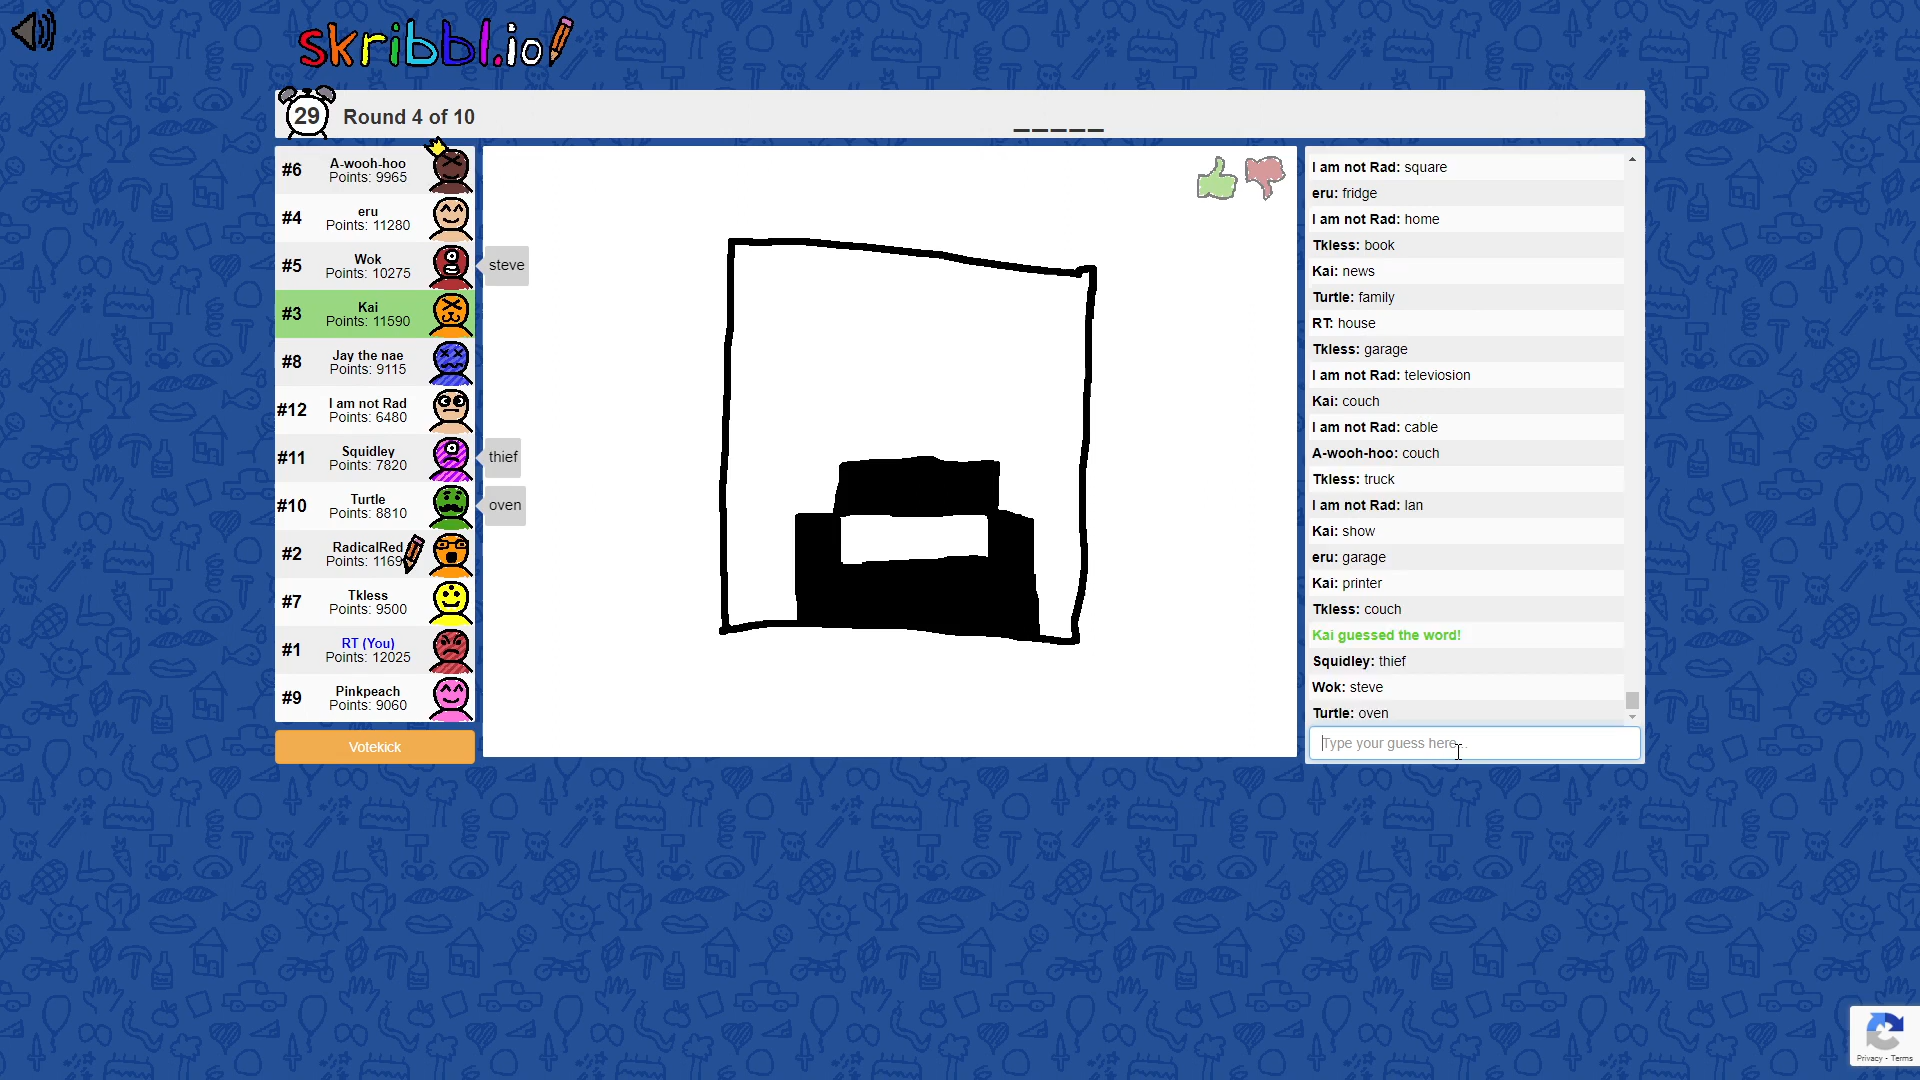 skribbl.io
29
Round 4 of 10
_____
#6
A-wooh-hoo
Points: 9965
#4
eru
Points: 11280
#5
Wok
Points: 10275
steve
#3
Kai
Points: 11590
#8
Jay the nae
Points: 9115
#12
I am not Rad
Points: 6480
#11
Squidley
Points: 7820
thief
#10
Turtle
Points: 8810
oven
#2
RadicalRed
Points: 1169
#7
Tkless
Points: 9500
#1
RT (You)
Points: 12025
#9
Pinkpeach
Points: 9060
Votekick
I am not Rad: square
eru: fridge
I am not Rad: home
Tkless: book
Kai: news
Turtle: family
RT: house
Tkless: garage
I am not Rad: televiosion
Kai: couch
I am not Rad: cable
A-wooh-hoo: couch
Tkless: truck
I am not Rad: lan
Kai: show
eru: garage
Kai: printer
Tkless: couch
Kai guessed the word!
Squidley: thief
Wok: steve
Turtle: oven
Type your guess here...
Privacy - Terms